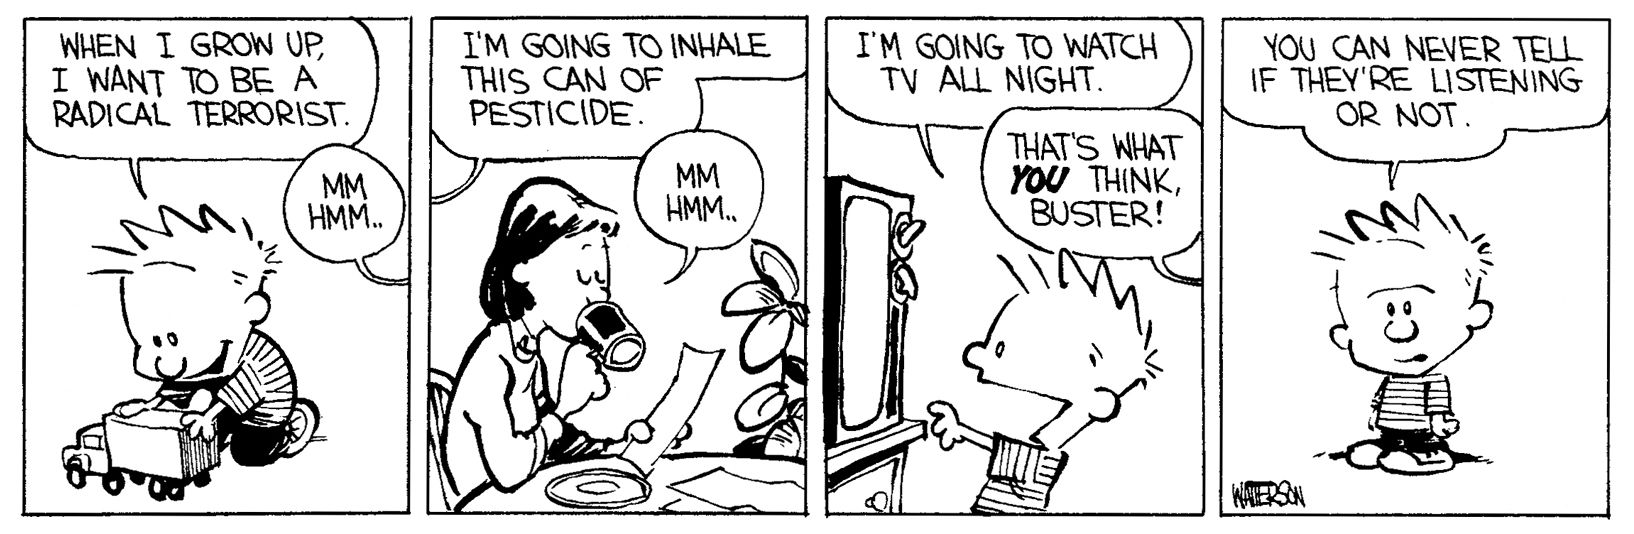 WHEN I GROW UP,
I WANT TO BE A
RADICAL TERRORIST.
MM
HMM..
I'M GOING TO INHALE
THIS CAN OF
PESTICIDE.
MM
HMM..
I'M GOING TO WATCH
TV ALL NIGHT.
THAT'S WHAT
YOU THINK,
BUSTER!
YOU CAN NEVER TELL
IF THEY'RE LISTENING
OR NOT.
WATTERSON